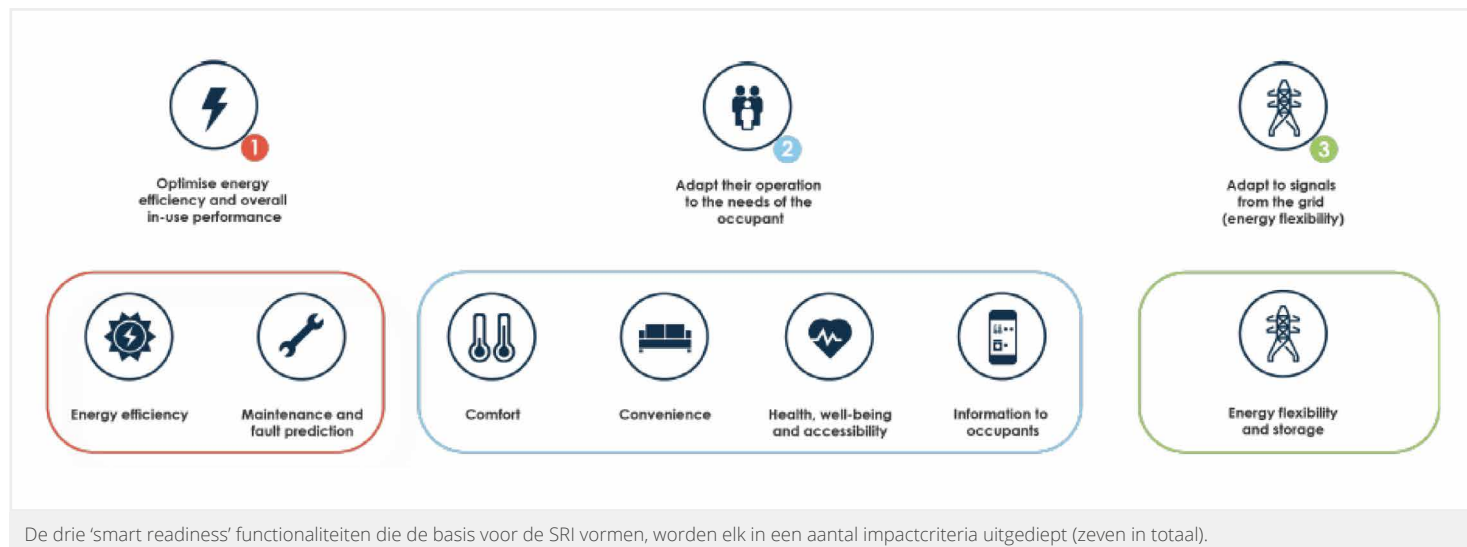 1
Optimise energy
efficiency and overall
in-use performance
2
Adapt their operation
to the needs of the
occupant
3
Adapt to signals
from the grid
(energy flexibility)
Energy efficiency
Maintenance and
fault prediction
Comfort
Convenience
Health, well-being
and accessibility
Information to
occupants
Energy flexibility
and storage
De drie ‘smart readiness’ functionaliteiten die de basis voor de SRI vormen, worden elk in een aantal impactcriteria uitgediept (zeven in totaal).